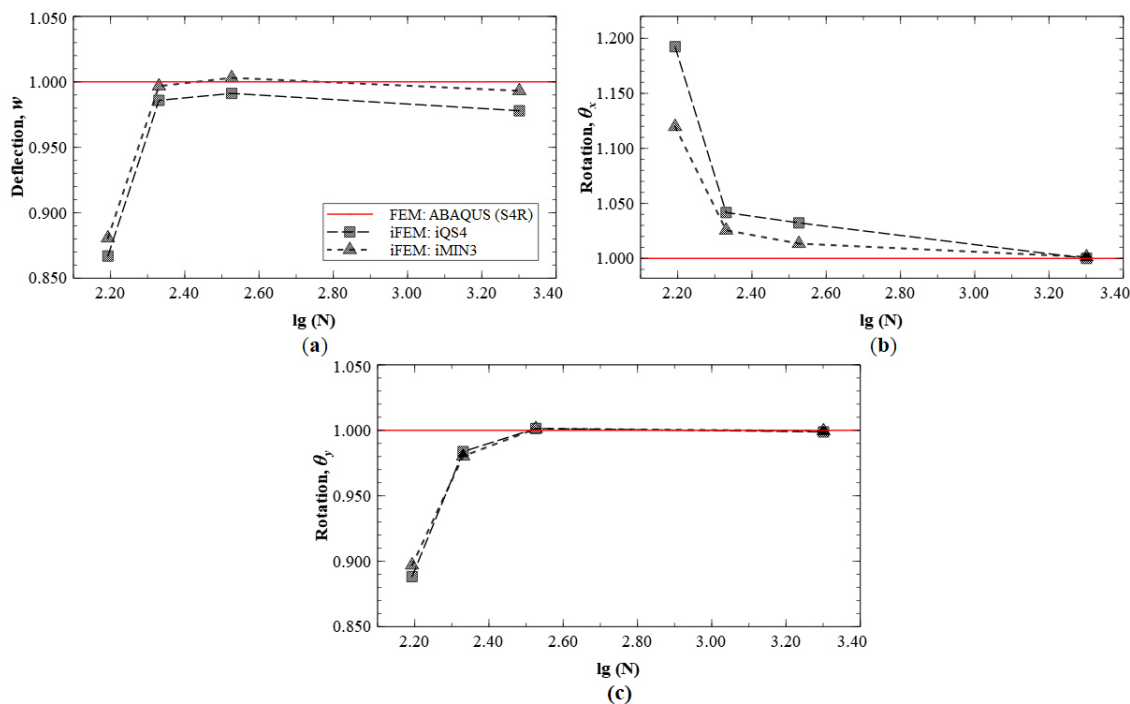 1.050
1.000
0.950
0.900
0.850
Deflection, w
FEM: ABAQUS (S4R)
iFEM: iQS4
iFEM: iMIN3
2.20 2.40 2.60 2.80 3.00 3.20 3.40
lg (N)
(a)
1.200
1.150
1.100
1.050
1.000
Rotation, θx
2.20 2.40 2.60 2.80 3.00 3.20 3.40
lg (N)
(b)
1.050
1.000
0.950
0.900
0.850
Rotation, θy
2.20 2.40 2.60 2.80 3.00 3.20 3.40
lg (N)
(c)